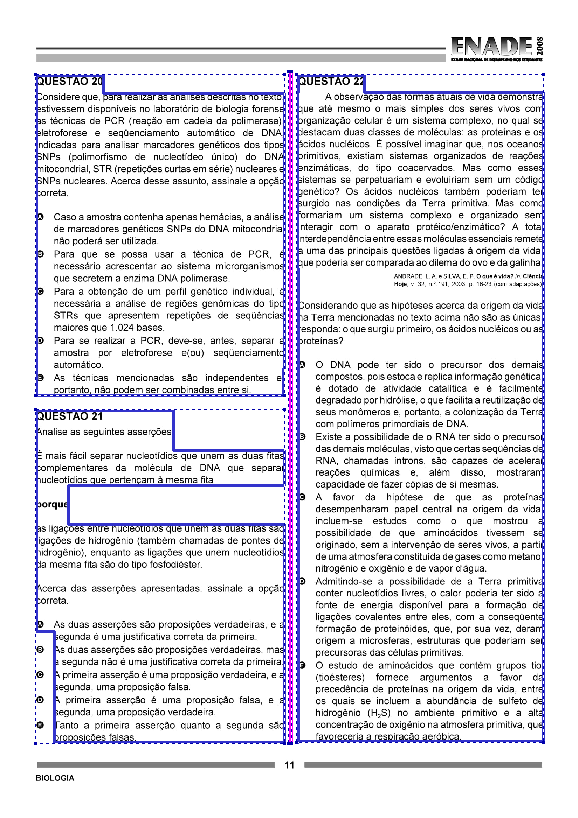 ENADE 2008
EXAME NACIONAL DE DESEMPENHO DOS ESTUDANTES
QUESTÃO 20
Considere que, para realizar as análises descritas no texto,
estivessem disponíveis no laboratório de biologia forense
as técnicas de PCR (reação em cadeia da polimerase),
eletroforese e seqüenciamento automático de DNA,
indicadas para analisar marcadores genéticos dos tipos
SNPs (polimorfismo de nucleotídeo único) do DNA
mitocondrial, STR (repetições curtas em série) nucleares e
SNPs nucleares. Acerca desse assunto, assinale a opção
correta.
A Caso a amostra contenha apenas hemácias, a análise
de marcadores genéticos SNPs do DNA mitocondrial
não poderá ser utilizada.
B Para que se possa usar a técnica de PCR, é
necessário acrescentar ao sistema microrganismos
que secretem a enzima DNA polimerase.
C Para a obtenção de um perfil genético individual, é
necessária a análise de regiões genômicas do tipo
STRs que apresentem repetições de seqüências
maiores que 1.024 bases.
D Para se realizar a PCR, deve-se, antes, separar a
amostra por eletroforese e(ou) seqüenciamento
automático.
E As técnicas mencionadas são independentes e,
portanto, não podem ser combinadas entre si.
QUESTÃO 21
Analise as seguintes asserções.
É mais fácil separar nucleotídios que unem as duas fitas
complementares da molécula de DNA que separar
nucleotídios que pertençam à mesma fita
porque
as ligações entre nucleotídios que unem as duas fitas são
ligações de hidrogênio (também chamadas de pontes de
hidrogênio), enquanto as ligações que unem nucleotídios
da mesma fita são do tipo fosfodiéster.
Acerca das asserções apresentadas, assinale a opção
correta.
A As duas asserções são proposições verdadeiras, e a
segunda é uma justificativa correta da primeira.
B As duas asserções são proposições verdadeiras, mas
a segunda não é uma justificativa correta da primeira.
C A primeira asserção é uma proposição verdadeira, e a
segunda, uma proposição falsa.
D A primeira asserção é uma proposição falsa, e a
segunda, uma proposição verdadeira.
E Tanto a primeira asserção quanto a segunda são
proposições falsas.
QUESTÃO 22
A observação das formas atuais de vida demonstra
que até mesmo o mais simples dos seres vivos com
organização celular é um sistema complexo, no qual se
destacam duas classes de moléculas: as proteínas e os
ácidos nucléicos. É possível imaginar que, nos oceanos
primitivos, existiam sistemas organizados de reações
enzimáticas, do tipo coacervados. Mas como esses
sistemas se perpetuariam e evoluiriam sem um código
genético? Os ácidos nucléicos também poderiam ter
surgido nas condições da Terra primitiva. Mas como
formariam um sistema complexo e organizado sem
interagir com o aparato protéico/enzimático? A total
interdependência entre essas moléculas essenciais remete
a uma das principais questões ligadas à origem da vida,
que poderia ser comparada ao dilema do ovo e da galinha.
ANDRADE, L. A. e SILVA, E. P. O que é vida? In: Ciência
Hoje, v. 32, n.º 191, 2003, p. 16-23 (com adaptações).
Considerando que as hipóteses acerca da origem da vida
na Terra mencionadas no texto acima não são as únicas,
responda: o que surgiu primeiro, os ácidos nucléicos ou as
proteínas?
A O DNA pode ter sido o precursor dos demais
compostos, pois estoca e replica informação genética,
é dotado de atividade catalítica e é facilmente
degradado por hidrólise, o que facilita a reutilização de
seus monômeros e, portanto, a colonização da Terra
com polímeros primordiais de DNA.
B Existe a possibilidade de o RNA ter sido o precursor
das demais moléculas, visto que certas seqüências de
RNA, chamadas íntrons, são capazes de acelerar
reações químicas e, além disso, mostraram
capacidade de fazer cópias de si mesmas.
C A favor da hipótese de que as proteínas
desempenharam papel central na origem da vida,
incluem-se estudos como o que mostrou a
possibilidade de que aminoácidos tivessem se
originado, sem a intervenção de seres vivos, a partir
de uma atmosfera constituída de gases como metano,
nitrogênio e oxigênio e de vapor d'água.
D Admitindo-se a possibilidade de a Terra primitiva
conter nucleotídios livres, o calor poderia ter sido a
fonte de energia disponível para a formação de
ligações covalentes entre eles, com a conseqüente
formação de proteinóides, que, por sua vez, deram
origem a microsferas, estruturas que poderiam ser
precursoras das células primitivas.
E O estudo de aminoácidos que contém grupos tiol
(tioésteres) fornece argumentos a favor da
precedência de proteínas na origem da vida, entre
os quais se incluem a abundância de sulfeto de
hidrogênio (H2S) no ambiente primitivo e a alta
concentração de oxigênio na atmosfera primitiva, que
favoreceria a respiração aeróbica.
11
BIOLOGIA